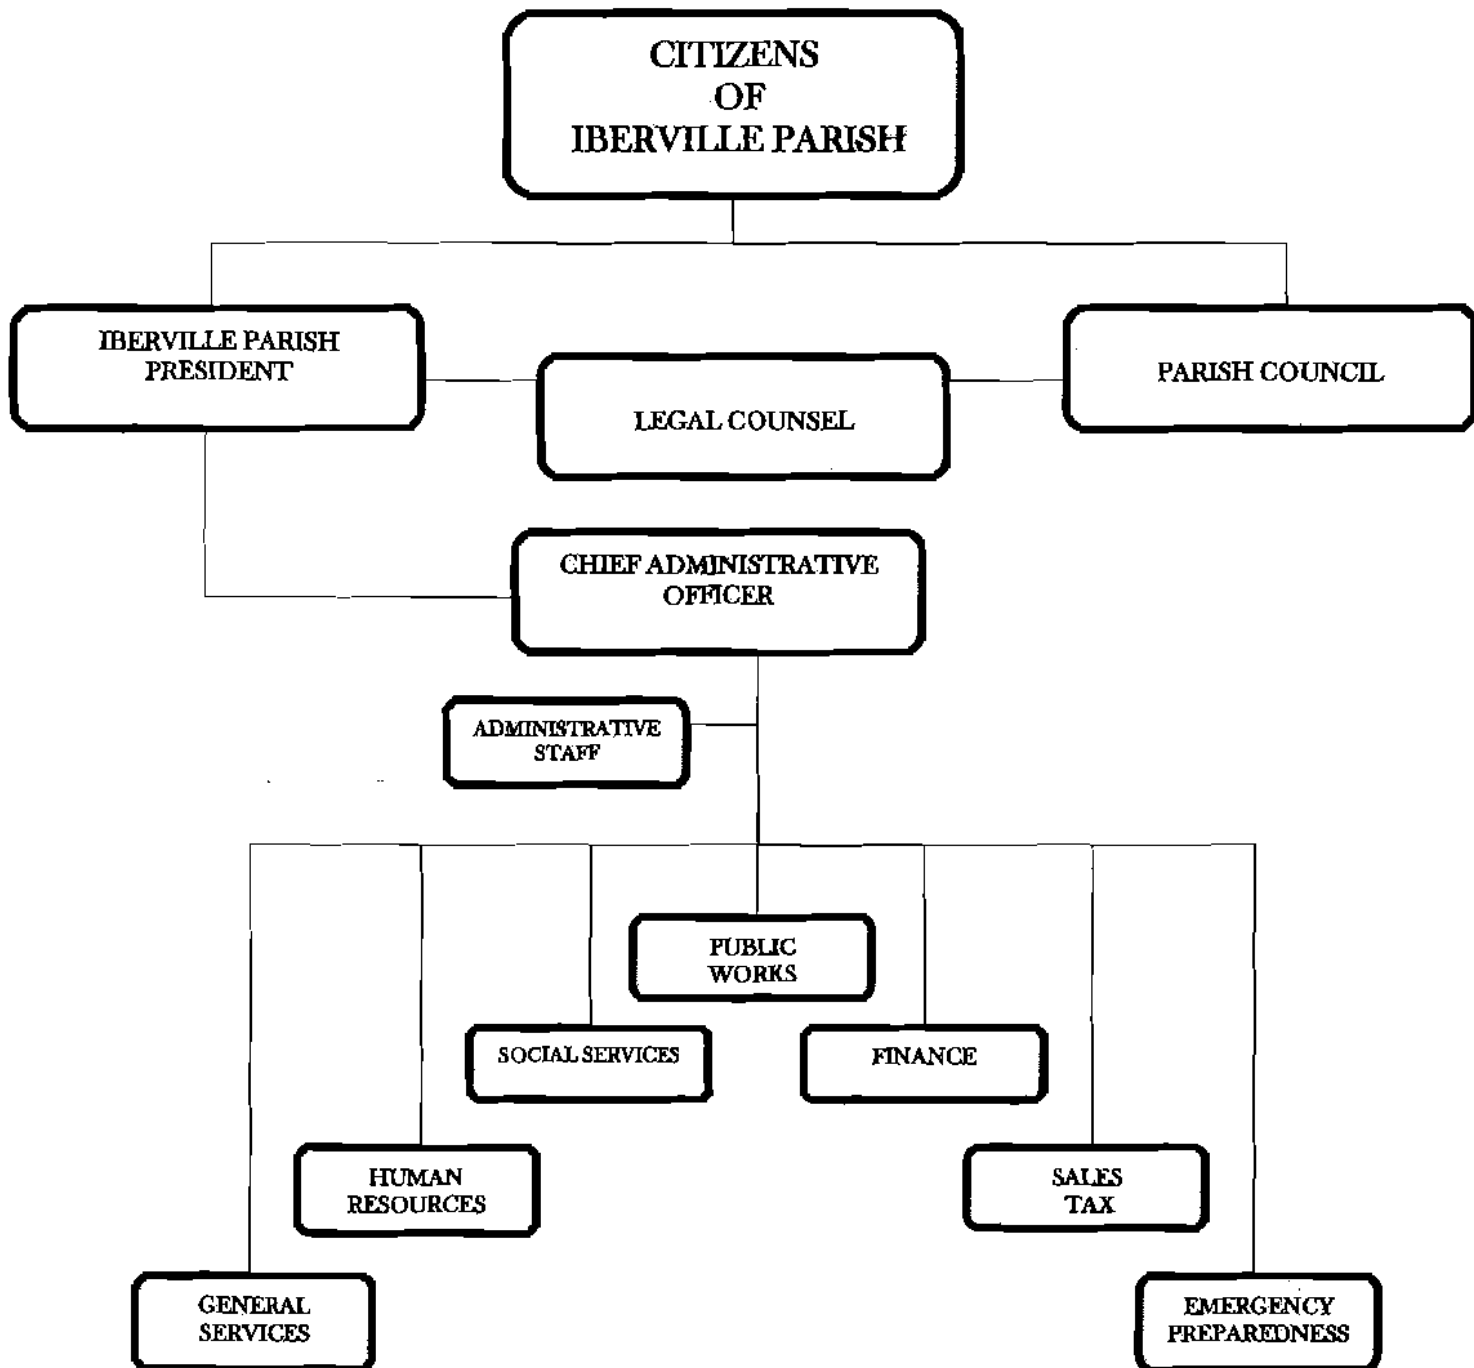 CITIZENS
OF
IBERVILLE PARISH
IBERVILLE PARISH
PRESIDENT
LEGAL COUNSEL
PARISH COUNCIL
CHIEF ADMINISTRATIVE
OFFICER
ADMINISTRATIVE
STAFF
PUBLIC
WORKS
SOCIAL SERVICES
FINANCE
HUMAN
RESOURCES
SALES
TAX
GENERAL
SERVICES
EMERGENCY
PREPAREDNESS